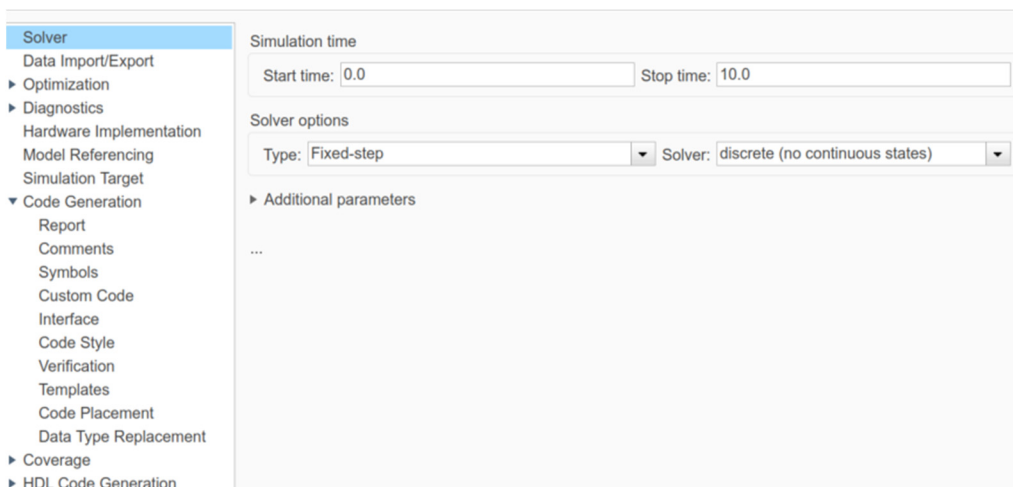 Solver
Data Import/Export
Optimization
Diagnostics
Hardware Implementation
Model Referencing
Simulation Target
Code Generation
Report
Comments
Symbols
Custom Code
Interface
Code Style
Verification
Templates
Code Placement
Data Type Replacement
Coverage
HDL Code Generation
Simulation time
Start time: 0.0 Stop time: 10.0
Solver options
Type: Fixed-step Solver: discrete (no continuous states)
Additional parameters
...